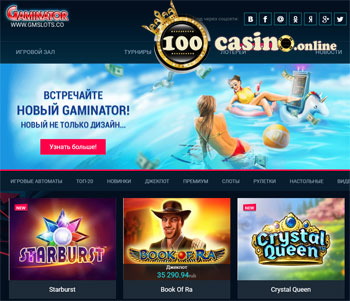 GAMINATOR
WWW.GMSLOTS.CO
100 casino.online
ИГРОВОЙ ЗАЛ ТУРНИРЫ ЛОТЕРЕИ НОВОСТИ
ВСТРЕЧАЙТЕ
НОВЫЙ GAMINATOR!
НОВЫЙ НЕ ТОЛЬКО ДИЗАЙН...
Узнать больше!
ИГРОВЫЕ АВТОМАТЫ ТОП-20 НОВИНКИ ДЖЕКПОТ ПРЕМИУМ СЛОТЫ РУЛЕТКИ НАСТОЛЬНЫЕ ВИДЕ
NEW
NEW
STARBURST
BOOK OF RA
Crystal
Queen
Джекпот
35 290.94
Starburst Book Of Ra Crystal Queen